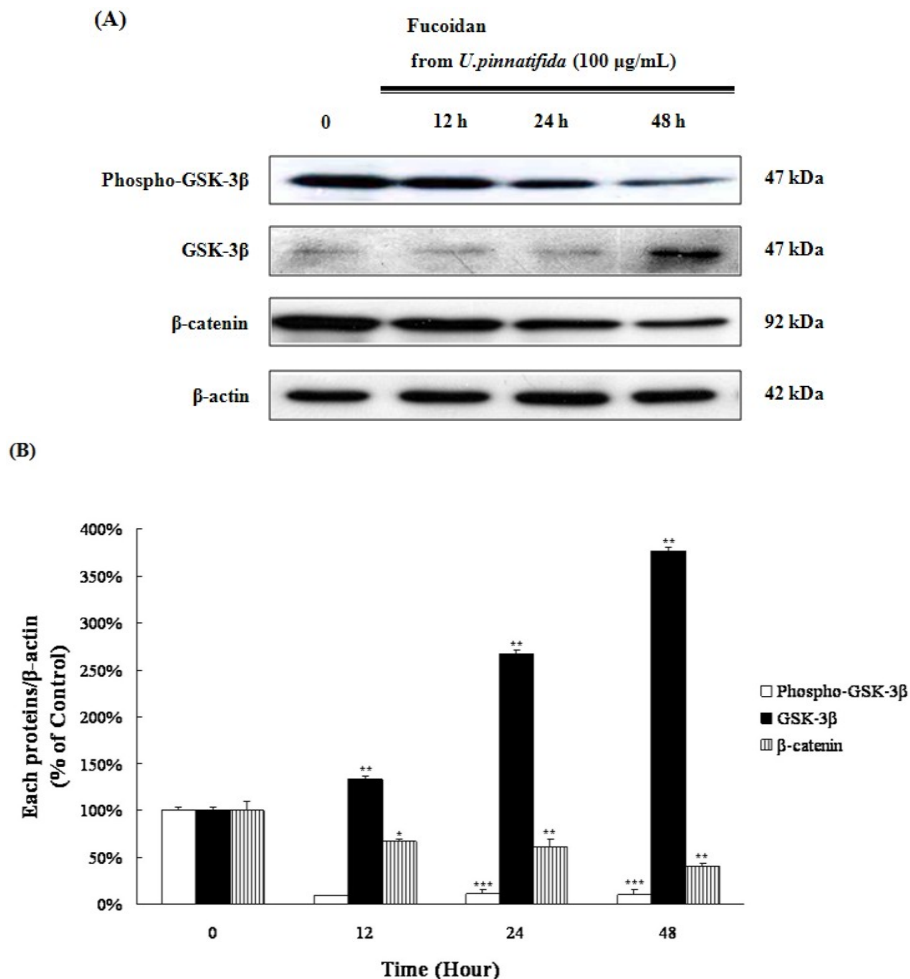 (A)
Fucoidan
from U.pinnatifida (100 µg/mL)
0 12 h 24 h 48 h
Phospho-GSK-3β 47 kDa
GSK-3β 47 kDa
β-catenin 92 kDa
β-actin 42 kDa
(B)
Each proteins/β-actin
(% of Control)
400%
350%
300%
250%
200%
150%
100%
50%
0%
**
*
***
**
**
***
**
**
0 12 24 48
Time (Hour)
Phospho-GSK-3β
GSK-3β
β-catenin